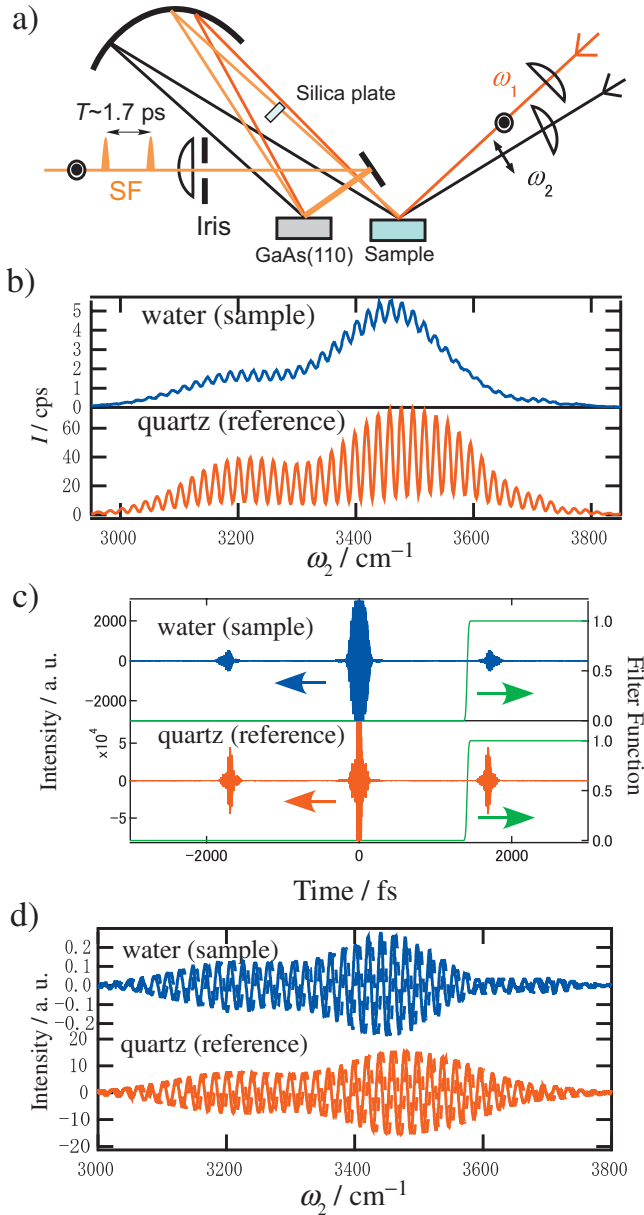 a)
Silica plate
ω1
T~1.7 ps
ω2
SF
Iris
GaAs(110)
Sample
b)
water (sample)
5
4
3
2
1
0
I / cps
quartz (reference)
60
40
20
0
3000 3200 3400 3600 3800
ω2 / cm−1
c)
water (sample)
2000
0
−2000
1.0
0.5
0.0
Intensity / a. u.
Filter Function
quartz (reference)
x10⁴
5
0
−5
1.0
0.5
0.0
−2000 0 2000
Time / fs
d)
water (sample)
0.2
0.1
0.0
−0.1
−0.2
Intensity / a. u.
quartz (reference)
20
10
0
−10
−20
3000 3200 3400 3600 3800
ω2 / cm−1